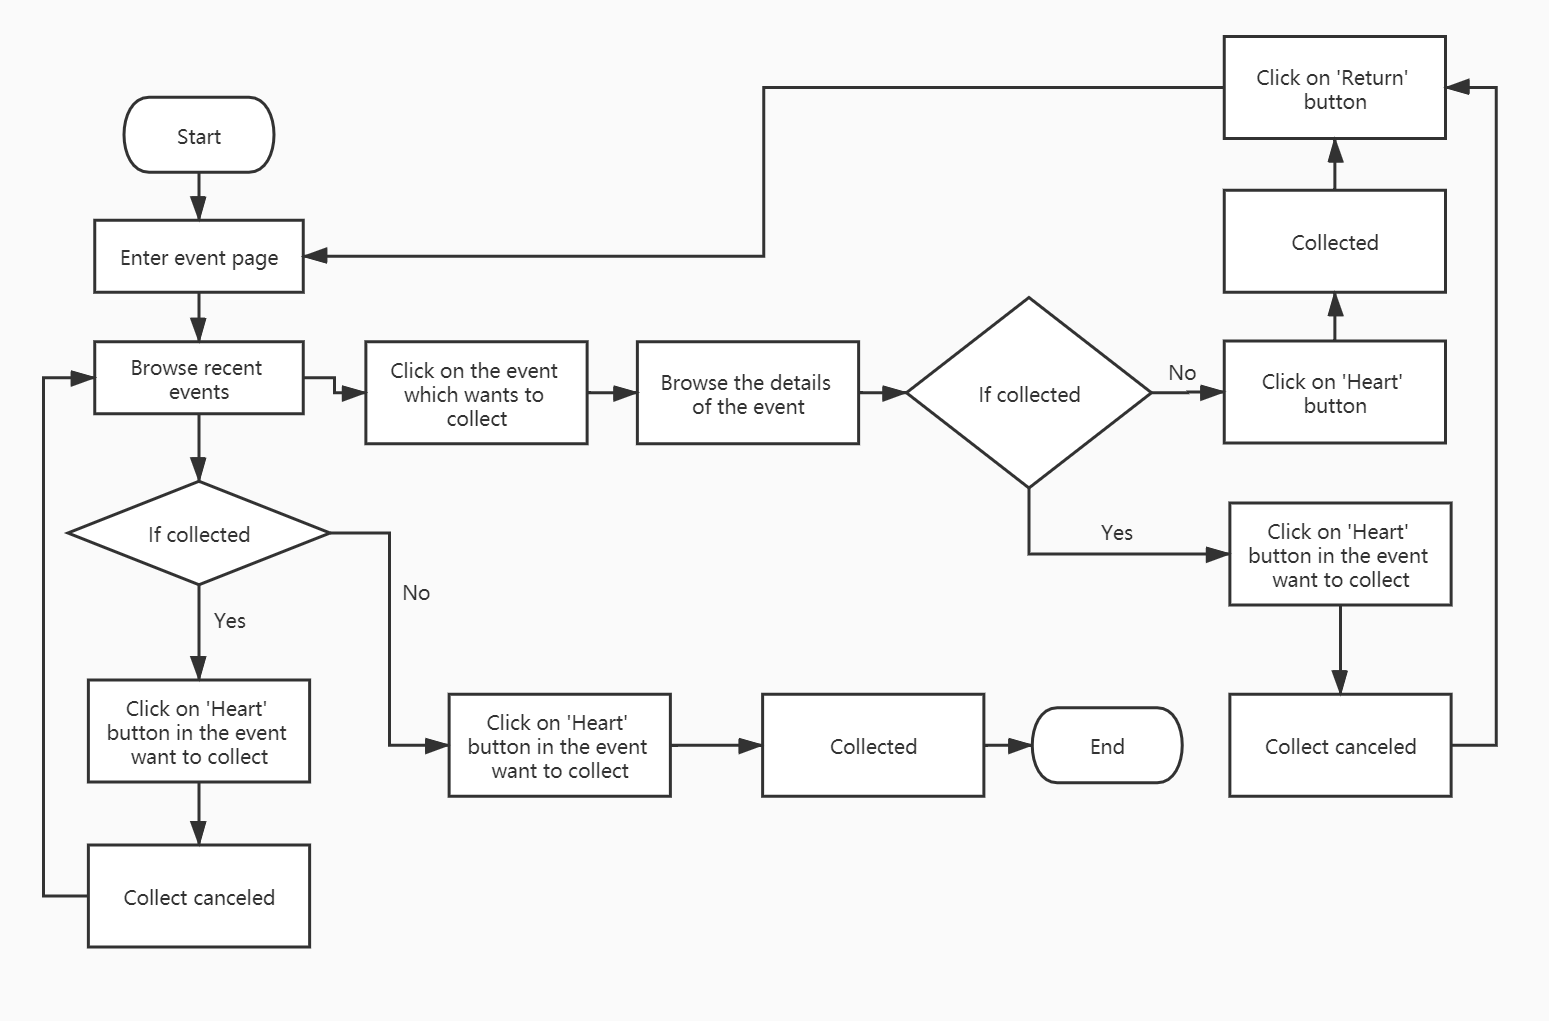 Click on 'Return'
button
Start
Collected
Enter event page
Browse recent
events
Click on the event
which wants to
collect
Browse the details
of the event
If collected
No
Click on 'Heart'
button
If collected
Yes
Click on 'Heart'
button in the event
want to collect
No
Yes
Click on 'Heart'
button in the event
want to collect
Click on 'Heart'
button in the event
want to collect
Collected
End
Collect canceled
Collect canceled